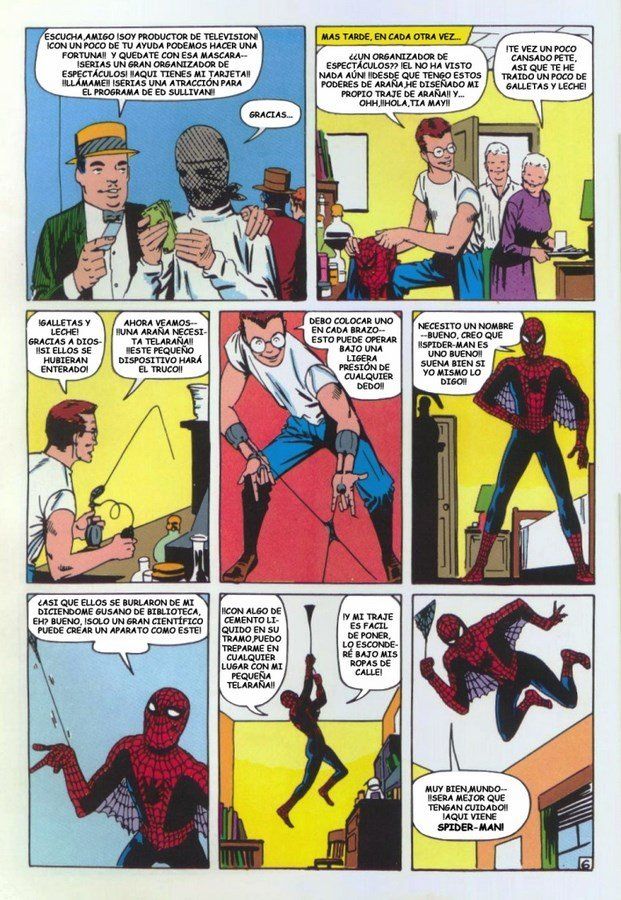 ESCUCHA,AMIGO !SOY PRODUCTOR DE TELEVISION!
!CON UN POCO DE TU AYUDA PODEMOS HACER UNA
FORTUNA!! Y QUEDATE CON ESA MASCARA--
!SERIAS UN GRAN ORGANIZADOR DE
ESPECTÁCULOS! !!AQUI TIENES MI TARJETA!!
!!LLÁMAME!! !SERIAS UNA ATRACCIÓN PARA
EL PROGRAMA DE ED SULLIVAN!!
GRACIAS...
MAS TARDE, EN CADA OTRA VEZ...
¿¿UN ORGANIZADOR DE
ESPECTÁCULOS?? !EL NO HA VISTO
NADA AÚN! !!DESDE QUE TENGO ESTOS
PODERES DE ARAÑA,HE DISEÑADO MI
PROPIO TRAJE DE ARAÑA!! Y...
OHH,!!HOLA,TIA MAY!!
!TE VEZ UN POCO
CANSADO PETE,
ASI QUE TE HE
TRAIDO UN POCO DE
GALLETAS Y LECHE!
!GALLETAS Y
LECHE!
GRACIAS A DIOS-
!!SI ELLOS SE
HUBIERAN
ENTERADO!
AHORA VEAMOS--
!!UNA ARAÑA NECESI-
TA TELARAÑA!!
!!ESTE PEQUEÑO
DISPOSITIVO HARÁ
EL TRUCO!!
DEBO COLOCAR UNO
EN CADA BRAZO--
ESTO PUEDE OPERAR
BAJO UNA
LIGERA
PRESIÓN DE
CUALQUIER
DEDO!!
NECESITO UN NOMBRE
--BUENO, CREO QUE
!!SPIDER-MAN ES
UNO BUENO!!
SUENA BIEN SI
YO MISMO LO
DIGO!!
¿ASI QUE ELLOS SE BURLARON DE MI
DICIENDOME GUSANO DE BIBLIOTECA,
EH? BUENO, !SOLO UN GRAN CIENTÍFICO
PUEDE CREAR UN APARATO COMO ESTE!
!!CON ALGO DE
CEMENTO LI-
QUIDO EN SU
TRAMO,PUEDO
TREPARME EN
CUALQUIER
LUGAR CON MI
PEQUEÑA
TELARAÑA!!
!Y MI TRAJE
ES FACIL
DE PONER,
LO ESCONDE-
RÉ BAJO MIS
ROPAS DE
CALLE!
MUY BIEN,MUNDO--
!!SERA MEJOR QUE
TENGAN CUIDADO!!
!AQUI VIENE
SPIDER-MAN!
6